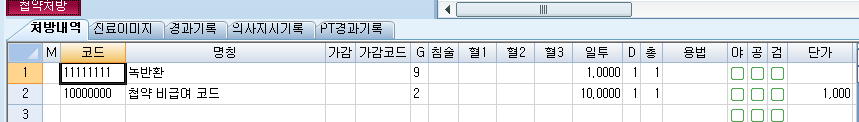 첩약처방
처방내역 진료이미지 경과기록 의사지시기록 PT경과기록
M 코드 명칭 가감 가감코드 G 침술 혈1 혈2 혈3 일투 D 총 용법 야 공 검 단가
1 11111111 녹반환 9 1,0000 1 1
2 10000000 첩약 비급여 코드 2 10,0000 1 1 1,000
3